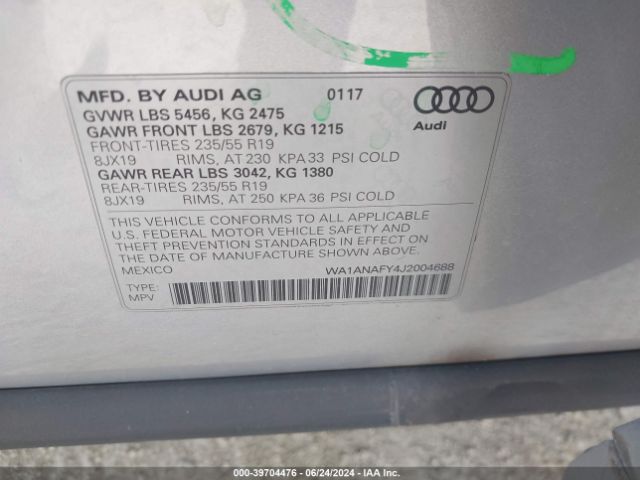 MFD. BY AUDI AG 0117
GVWR LBS 5456, KG 2475
GAWR FRONT LBS 2679, KG 1215
FRONT-TIRES 235/55 R19
8JX19 RIMS, AT 230 KPA 33 PSI COLD
GAWR REAR LBS 3042, KG 1380
REAR-TIRES 235/55 R19
8JX19 RIMS, AT 250 KPA 36 PSI COLD
Audi
THIS VEHICLE CONFORMS TO ALL APPLICABLE
U.S. FEDERAL MOTOR VEHICLE SAFETY AND
THEFT PREVENTION STANDARDS IN EFFECT ON
THE DATE OF MANUFACTURE SHOWN ABOVE.
MEXICO WA1ANAFY4J2004688
TYPE:
MPV
000-39704476 - 06/24/2024 - IAA Inc.